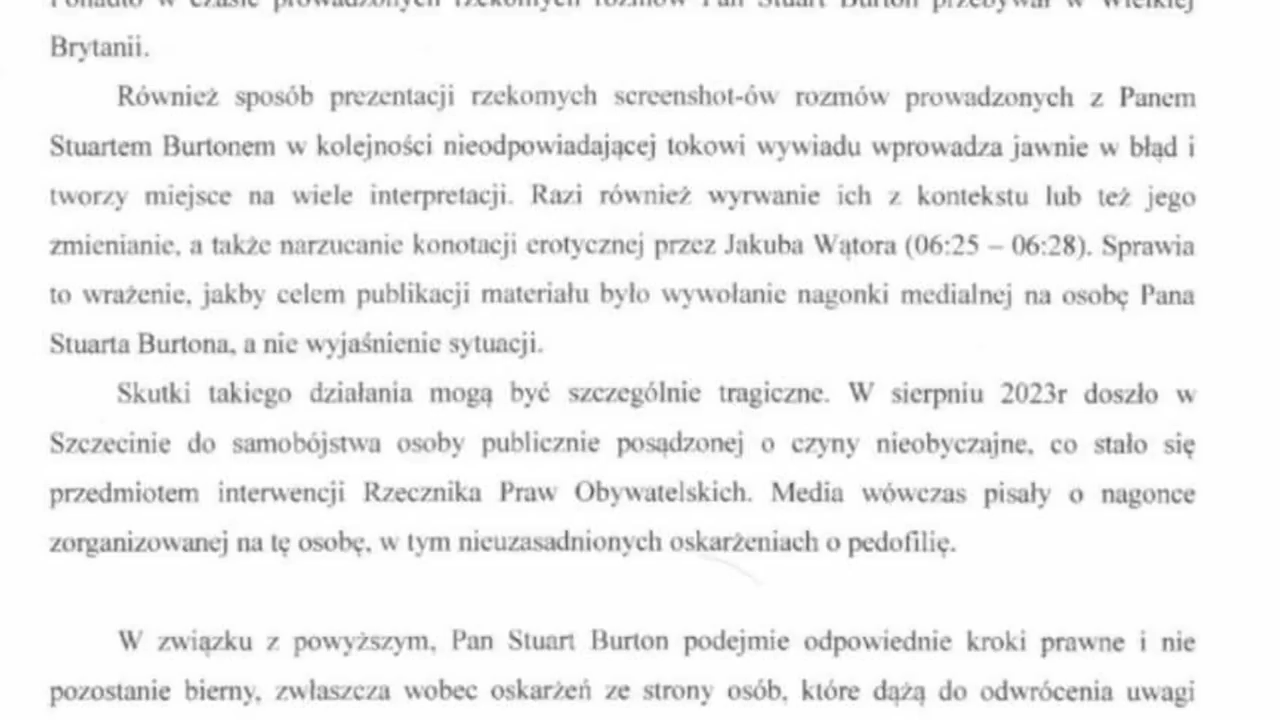 Ponadto w czasie prowadzonych rzekomych rozmów Pan Stuart Burton przebywał w Wielkiej
Brytanii.
Również sposób prezentacji rzekomych screenshot-ów rozmów prowadzonych z Panem
Stuartem Burtonem w kolejności nieodpowiadającej tokowi wywiadu wprowadza jawnie w błąd i
tworzy miejsce na wiele interpretacji. Razi również wyrwanie ich z kontekstu lub też jego
zmienianie, a także narzucanie konotacji erotycznej przez Jakuba Wątora (06:25 – 06:28). Sprawia
to wrażenie, jakby celem publikacji materiału było wywołanie nagonki medialnej na osobę Pana
Stuarta Burtona, a nie wyjaśnienie sytuacji.
Skutki takiego działania mogą być szczególnie tragiczne. W sierpniu 2023r doszło w
Szczecinie do samobójstwa osoby publicznie posądzonej o czyny nieobyczajne, co stało się
przedmiotem interwencji Rzecznika Praw Obywatelskich. Media wówczas pisały o nagonce
zorganizowanej na tę osobę, w tym nieuzasadnionych oskarżeniach o pedofilię.
W związku z powyższym, Pan Stuart Burton podejmie odpowiednie kroki prawne i nie
pozostanie bierny, zwłaszcza wobec oskarżeń ze strony osób, które dążą do odwrócenia uwagi